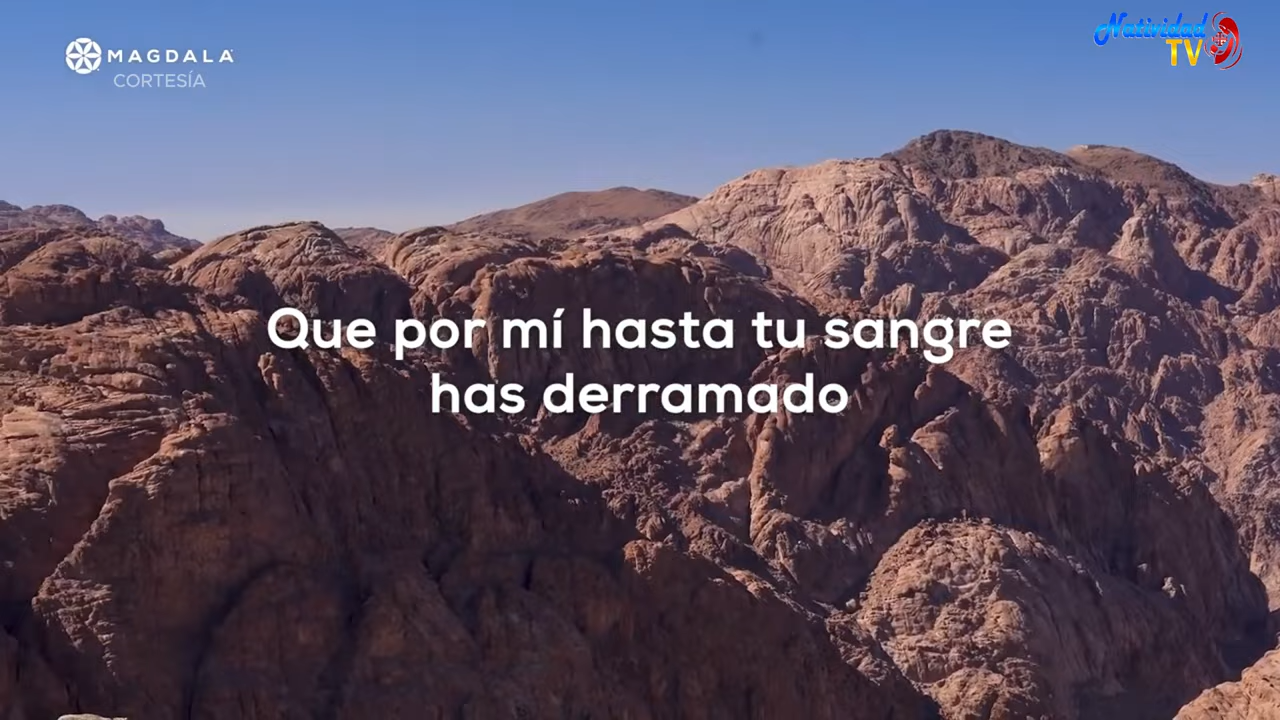 MAGDALA
CORTESÍA
Natividad
TV
Que por mí hasta tu sangre
has derramado